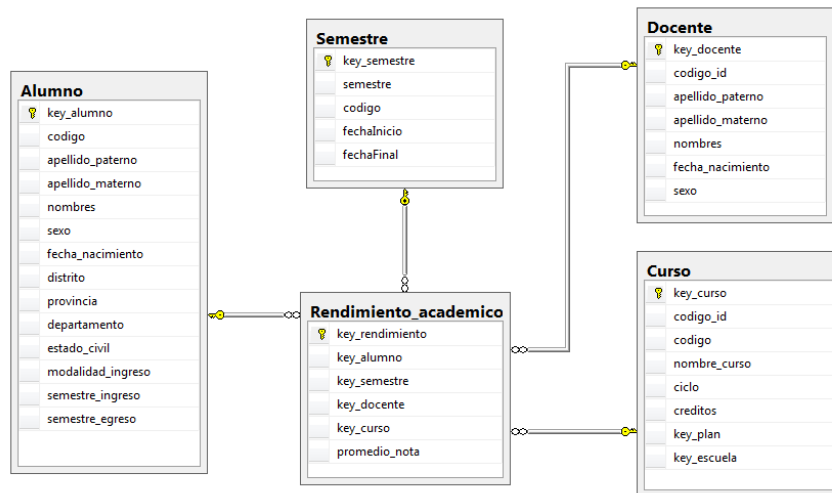 Alumno
key_alumno
codigo
apellido_paterno
apellido_materno
nombres
sexo
fecha_nacimiento
distrito
provincia
departamento
estado_civil
modalidad_ingreso
semestre_ingreso
semestre_egreso
Semestre
key_semestre
semestre
codigo
fechaInicio
fechaFinal
Rendimiento_academico
key_rendimiento
key_alumno
key_semestre
key_docente
key_curso
promedio_nota
Docente
key_docente
codigo_id
apellido_paterno
apellido_materno
nombres
fecha_nacimiento
sexo
Curso
key_curso
codigo_id
codigo
nombre_curso
ciclo
creditos
key_plan
key_escuela